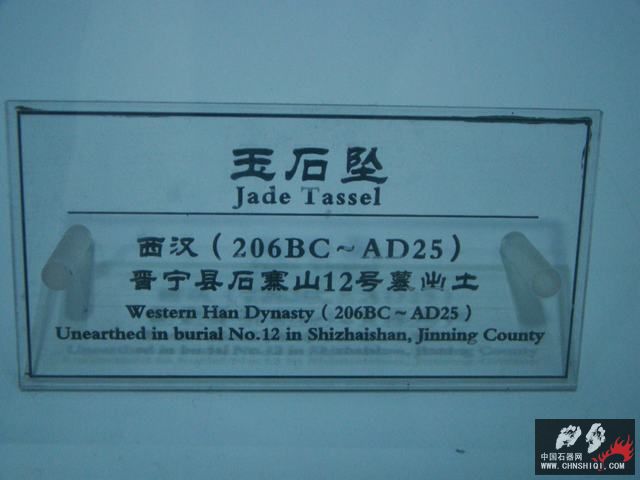 玉石坠
Jade Tassel
西汉（206BC～AD25）
晋宁县石寨山12号墓出土
Western Han Dynasty（206BC～AD25）
Unearthed in burial No.12 in Shizhaishan, Jinning County
中国石器网
www.CHNSHIQI.COM